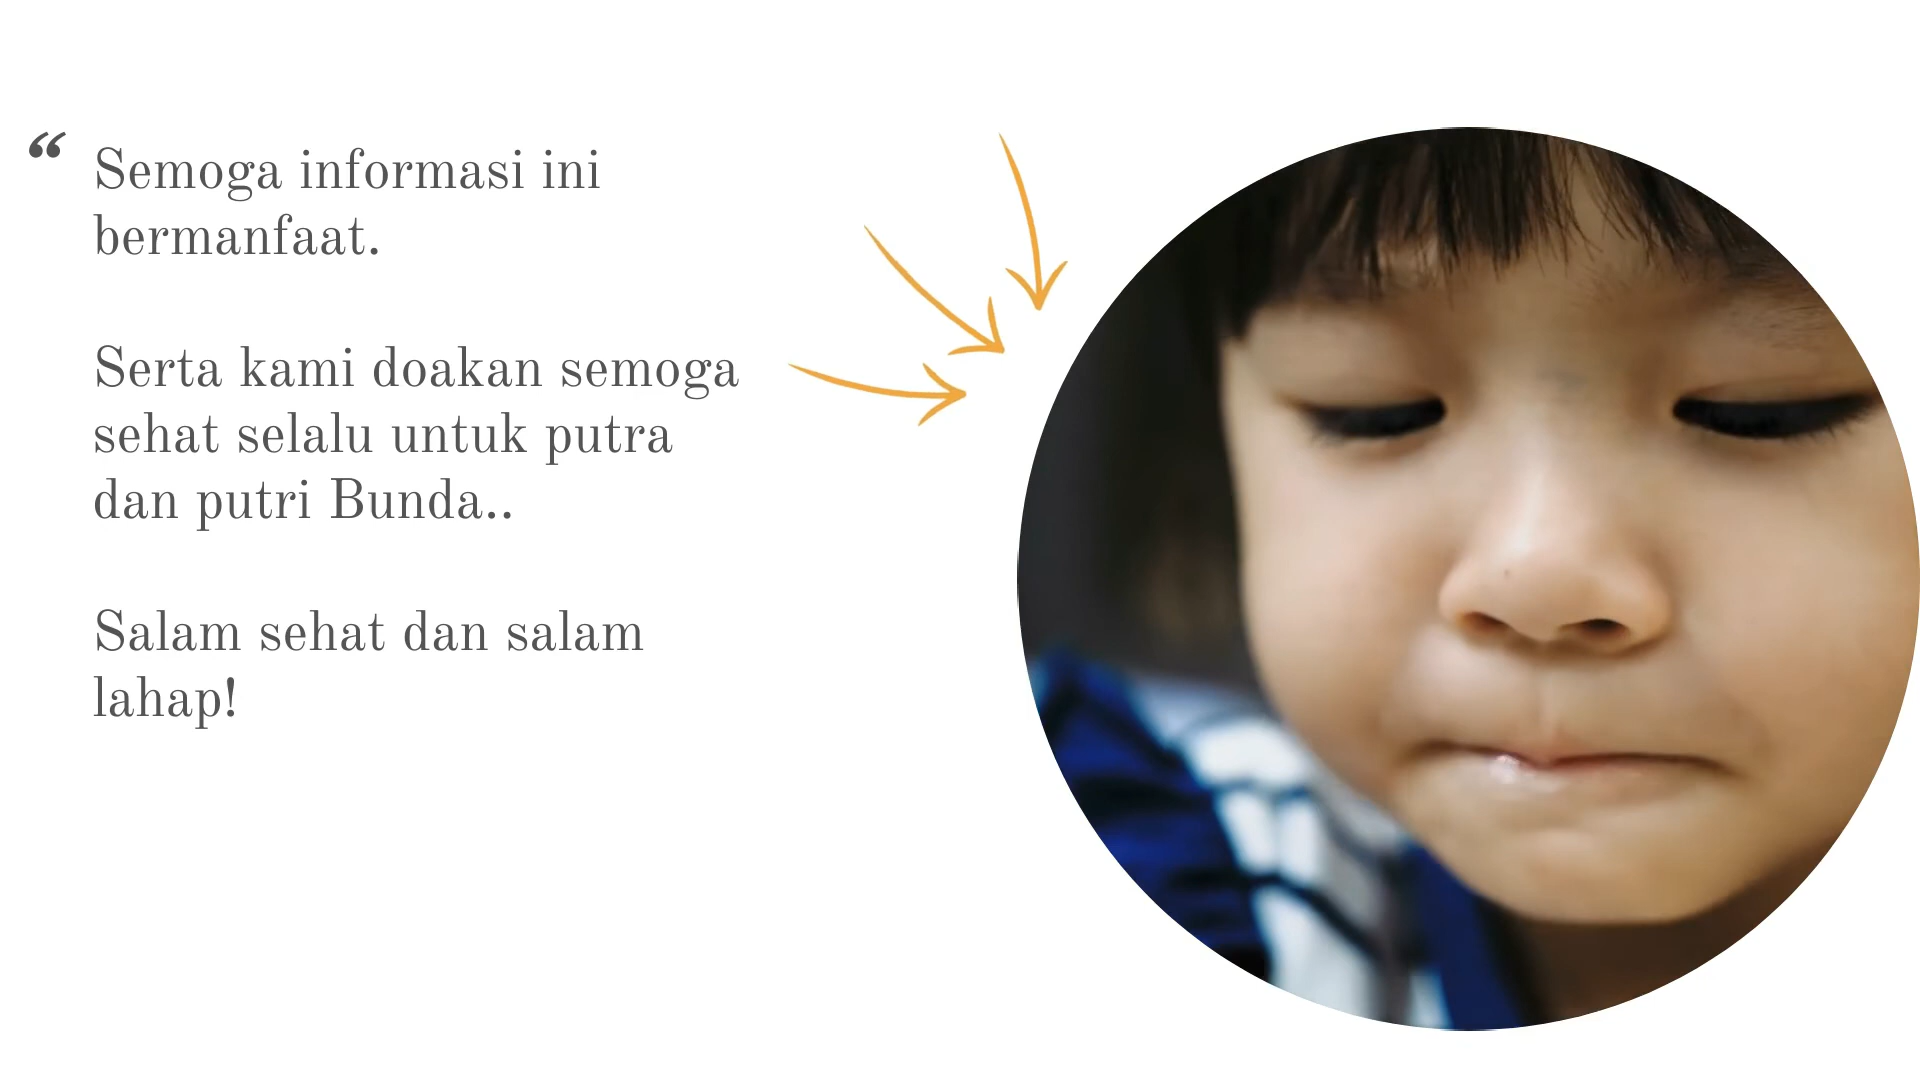 “ Semoga informasi ini
bermanfaat.
Serta kami doakan semoga
sehat selalu untuk putra
dan putri Bunda..
Salam sehat dan salam
lahap!